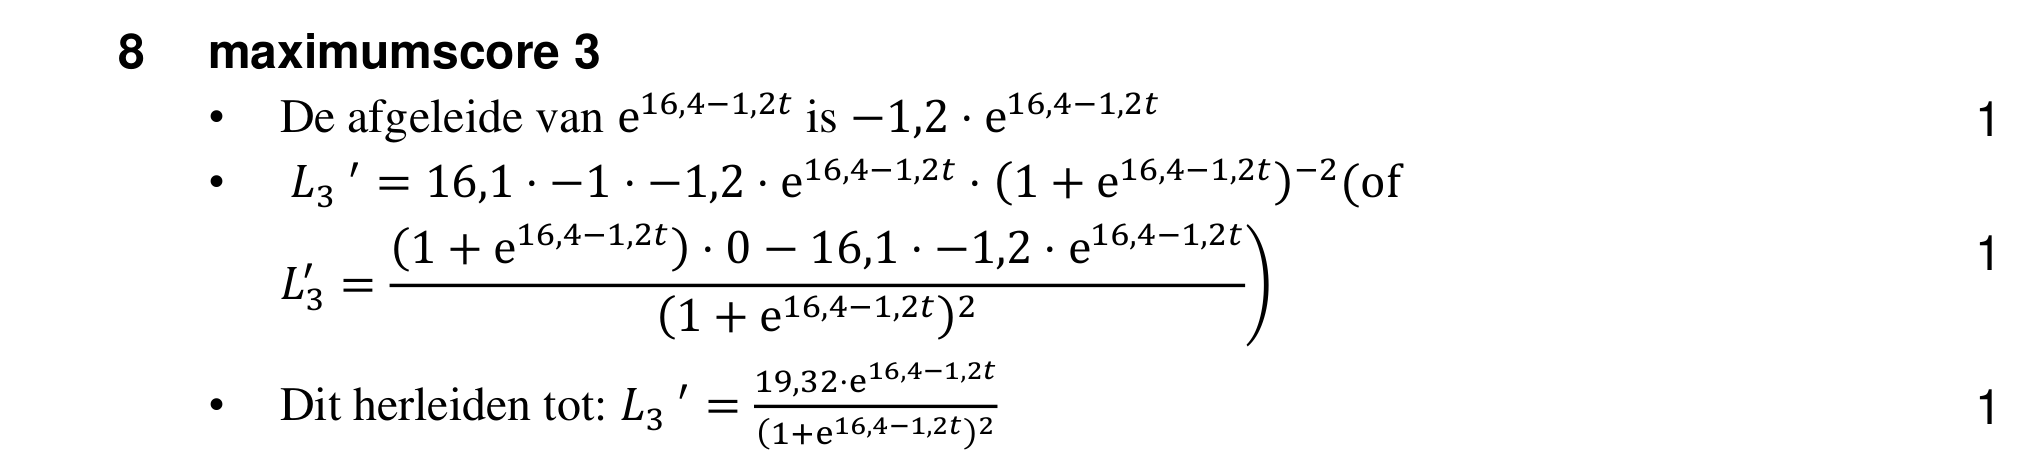 8 maximumscore 3
• De afgeleide van e^{16,4−1,2t} is −1,2 · e^{16,4−1,2t} 1
• L_3 ′ = 16,1 · −1 · −1,2 · e^{16,4−1,2t} · (1 + e^{16,4−1,2t})^{−2}(of
L′_3 = \frac{(1 + e^{16,4−1,2t}) · 0 − 16,1 · −1,2 · e^{16,4−1,2t}}{(1 + e^{16,4−1,2t})^2}) 1
• Dit herleiden tot: L_3 ′ = \frac{19,32·e^{16,4−1,2t}}{(1+e^{16,4−1,2t})^2} 1